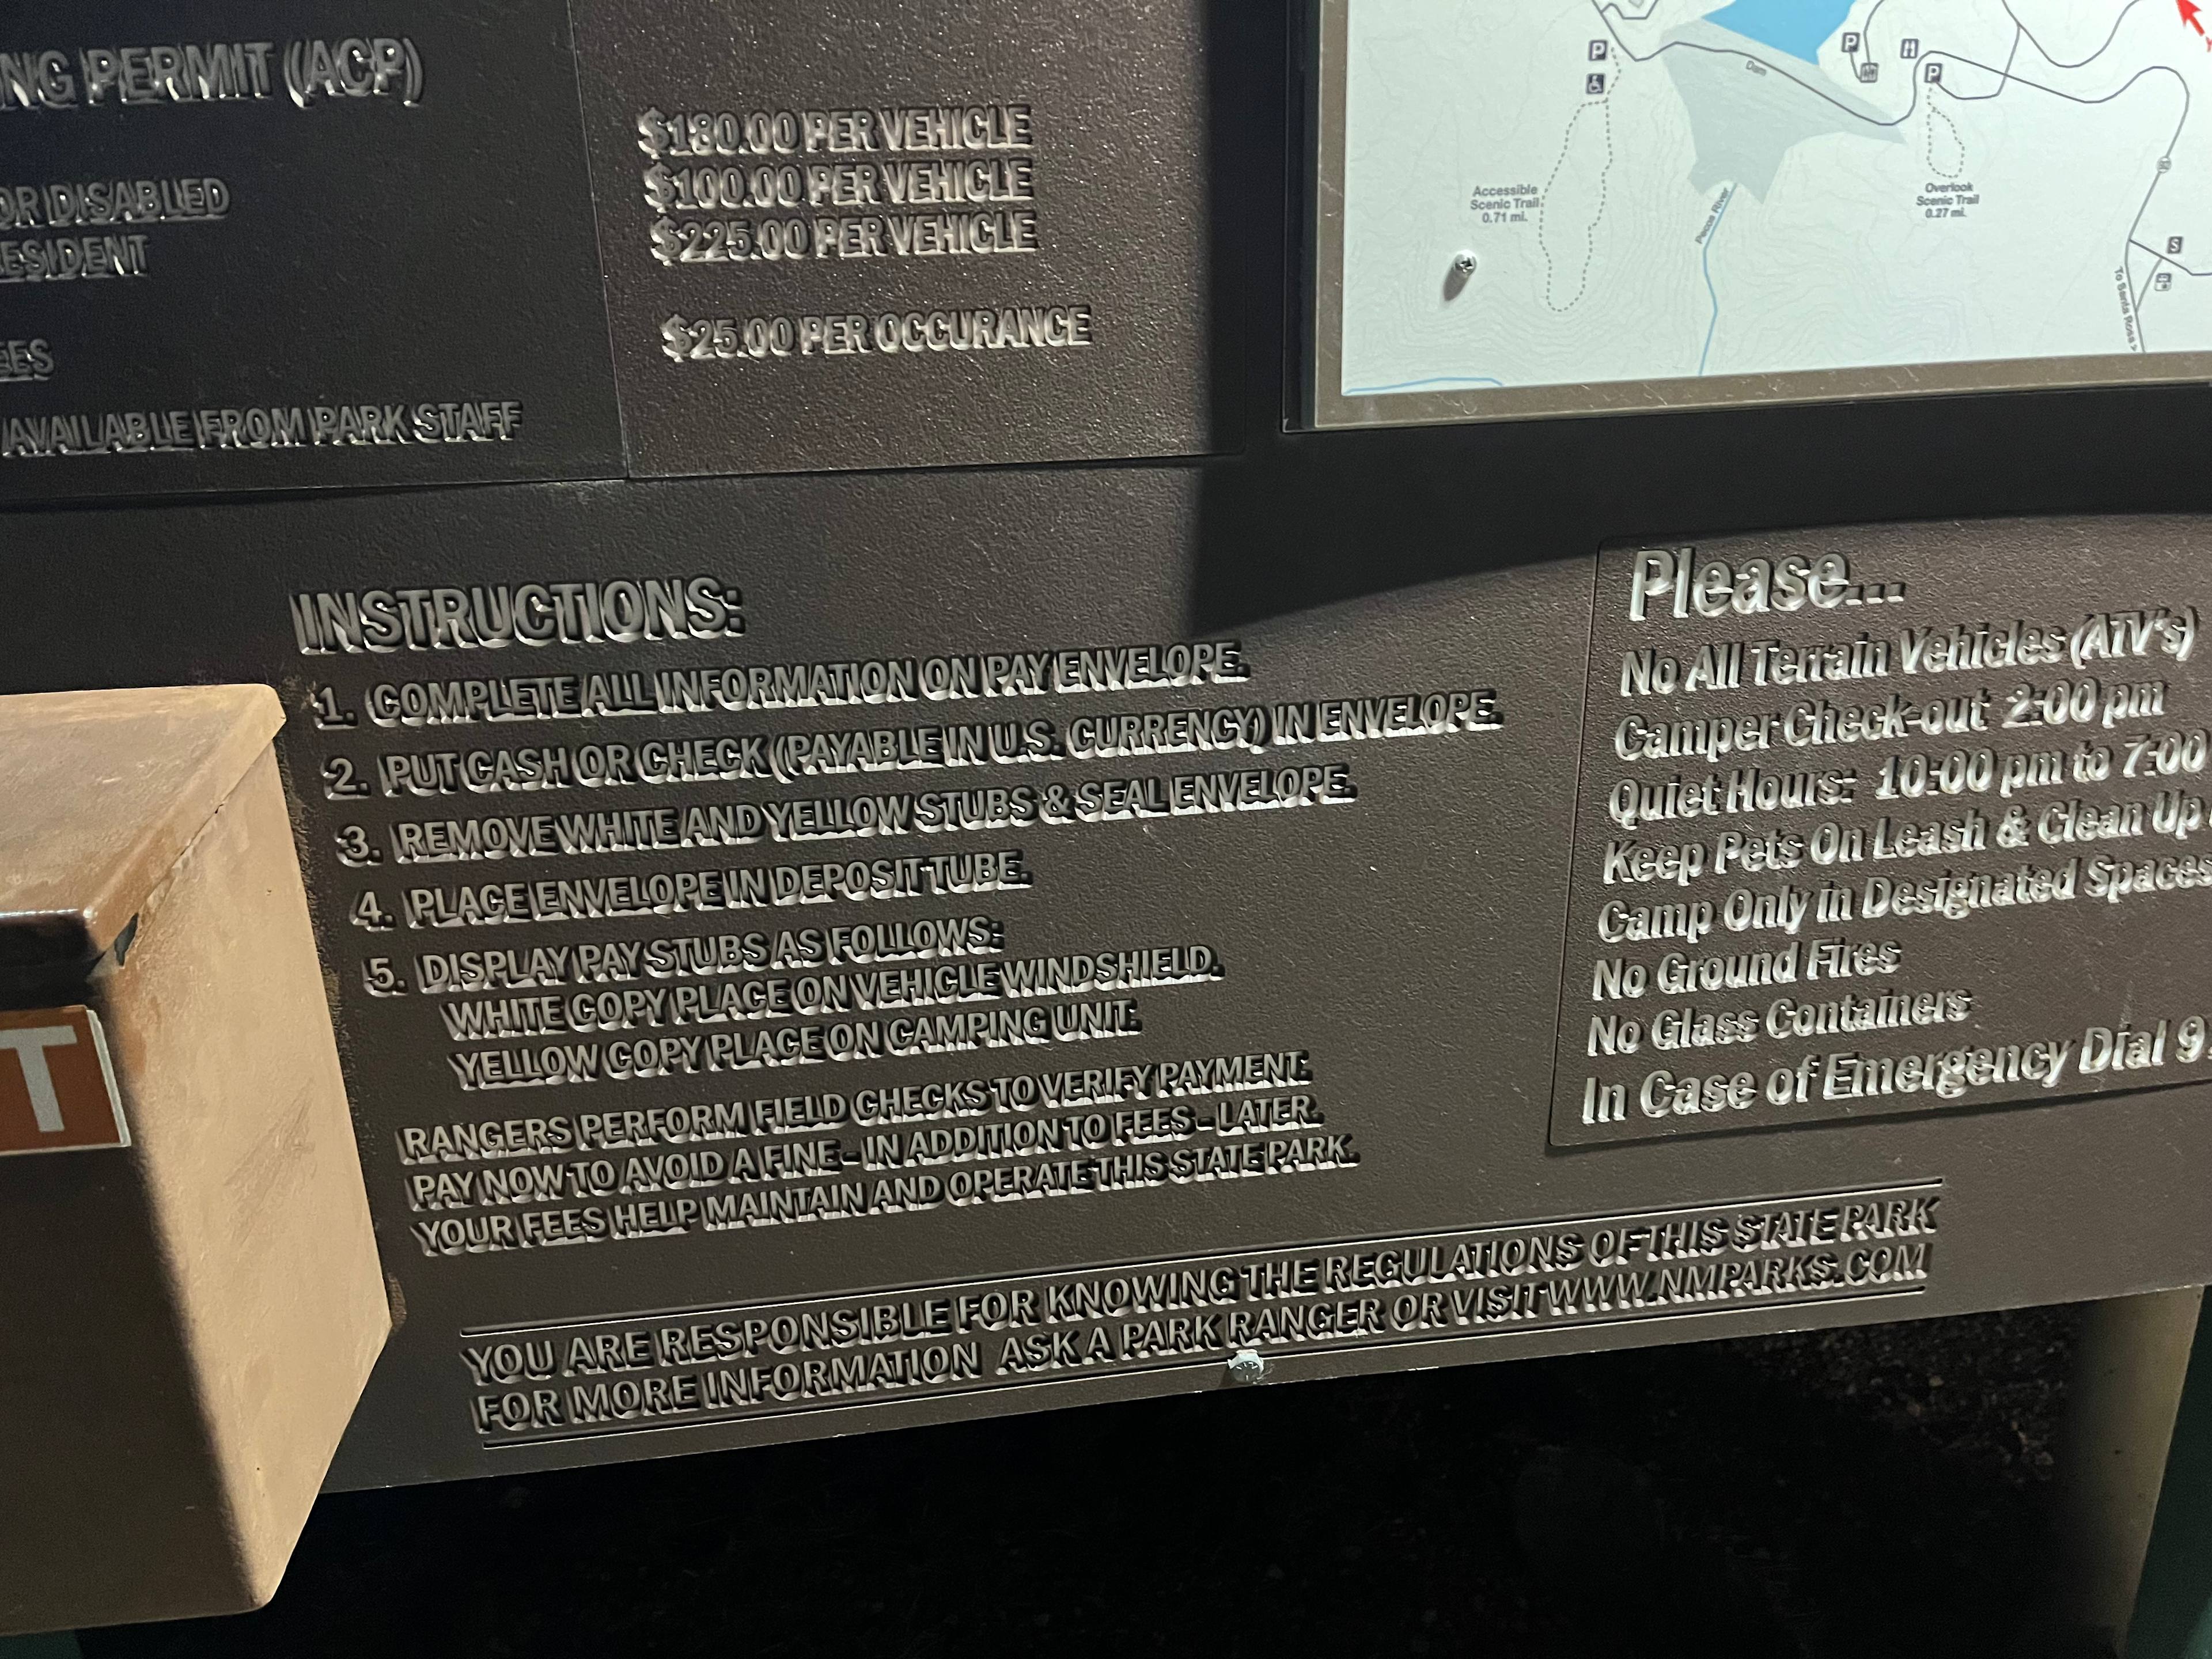 NG PERMIT (ACP)
OR DISABLED
ESIDENT
EES
AVAILABLE FROM PARK STAFF
$180.00 PER VEHICLE
$100.00 PER VEHICLE
$225.00 PER VEHICLE
$25.00 PER OCCURANCE
P
P
P
Dam
Accessible
Scenic Trail
0.71 mi.
Pecos River
Overlook
Scenic Trail
0.27 mi.
S
To Santa Rosa >
INSTRUCTIONS:
1. COMPLETE ALL INFORMATION ON PAY ENVELOPE.
2. PUT CASH OR CHECK (PAYABLE IN U.S. CURRENCY) IN ENVELOPE.
3. REMOVE WHITE AND YELLOW STUBS & SEAL ENVELOPE.
4. PLACE ENVELOPE IN DEPOSIT TUBE.
5. DISPLAY PAY STUBS AS FOLLOWS:
WHITE COPY PLACE ON VEHICLE WINDSHIELD.
YELLOW COPY PLACE ON CAMPING UNIT.
RANGERS PERFORM FIELD CHECKS TO VERIFY PAYMENT.
PAY NOW TO AVOID A FINE - IN ADDITION TO FEES - LATER.
YOUR FEES HELP MAINTAIN AND OPERATE THIS STATE PARK.
Please...
No All Terrain Vehicles (ATV's)
Camper Check-out 2:00 pm
Quiet Hours: 10:00 pm to 7:00
Keep Pets On Leash & Clean Up
Camp Only in Designated Spaces
No Ground Fires
No Glass Containers
In Case of Emergency Dial 9
YOU ARE RESPONSIBLE FOR KNOWING THE REGULATIONS OF THIS STATE PARK
FOR MORE INFORMATION ASK A PARK RANGER OR VISIT WWW.NMPARKS.COM
T